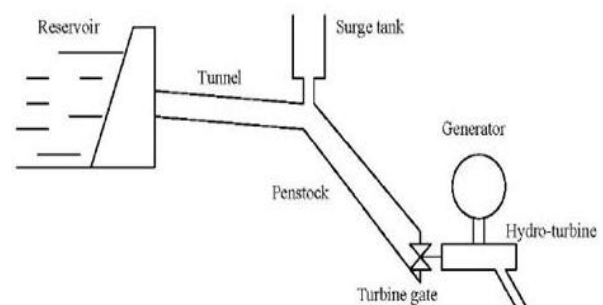 Reservoir
Surge tank
Tunnel
Generator
Penstock
Hydro-turbine
Turbine gate